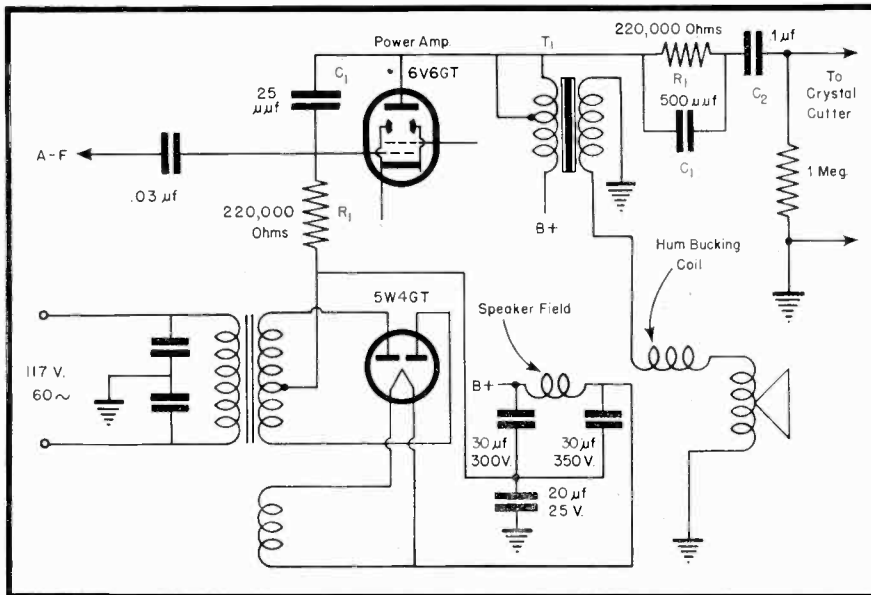 Power Amp.
6V6GT
T1
220,000 Ohms
.1 µf
R1
C2
500 µµf
C1
To
Crystal
Cutter
1 Meg.
C1
25
µµf
A-F
.03 µf
220,000
Ohms
R1
B+
Hum Bucking
Coil
5W4GT
Speaker Field
117 V.
60~
B+
30 µf
300V.
30 µf
350V.
20 µf
25 V.